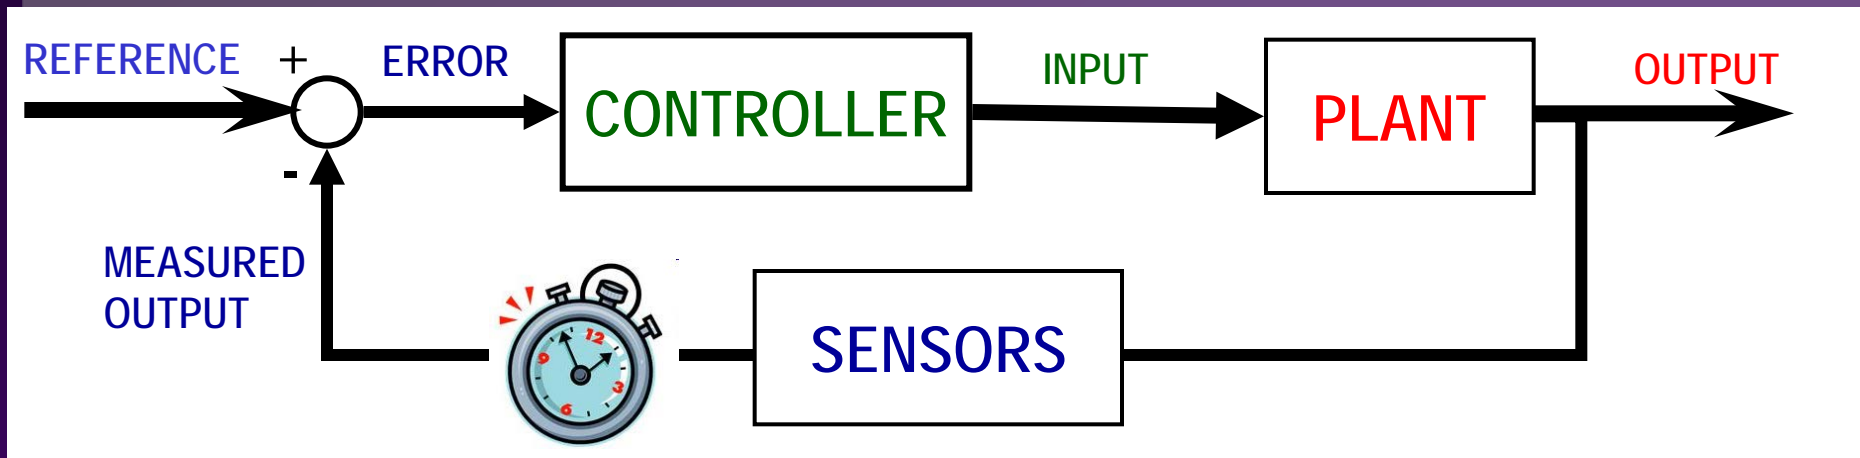 REFERENCE
+
ERROR
CONTROLLER
INPUT
PLANT
OUTPUT
-
MEASURED
OUTPUT
12
9
3
6
SENSORS